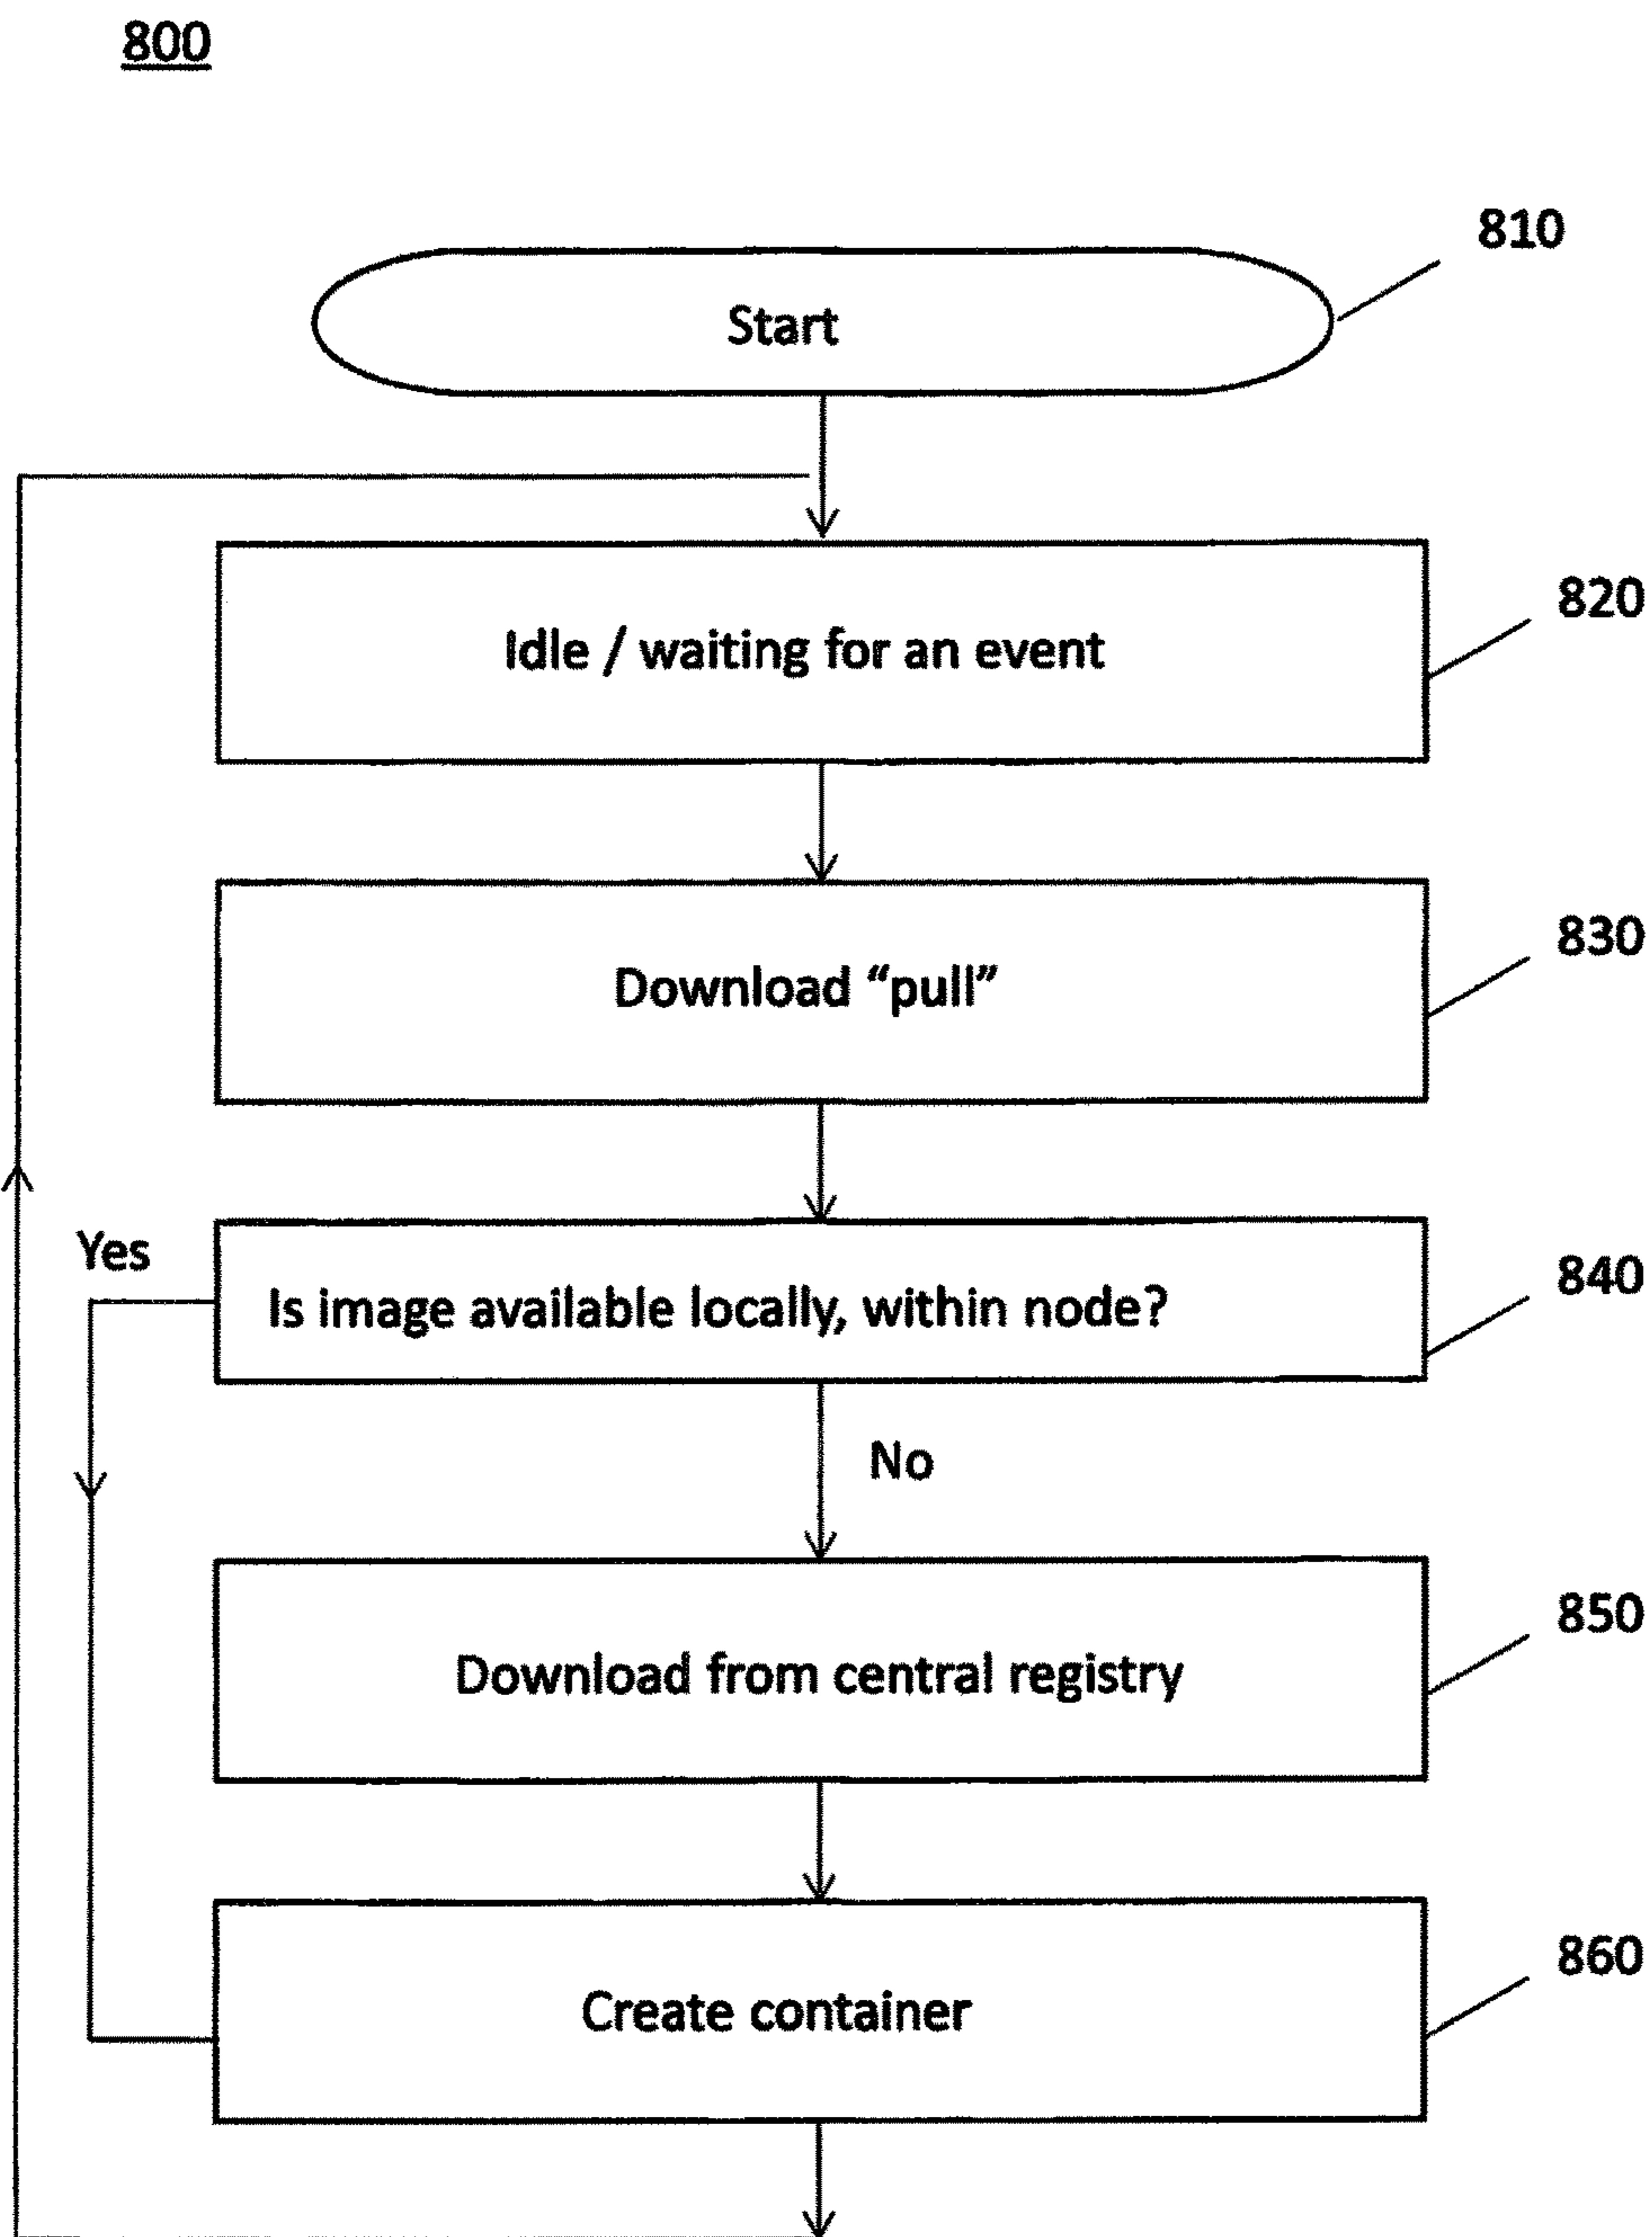 800
810
Start
820
Idle / waiting for an event
830
Download “pull”
840
Yes
Is image available locally, within node?
No
850
Download from central registry
860
Create container